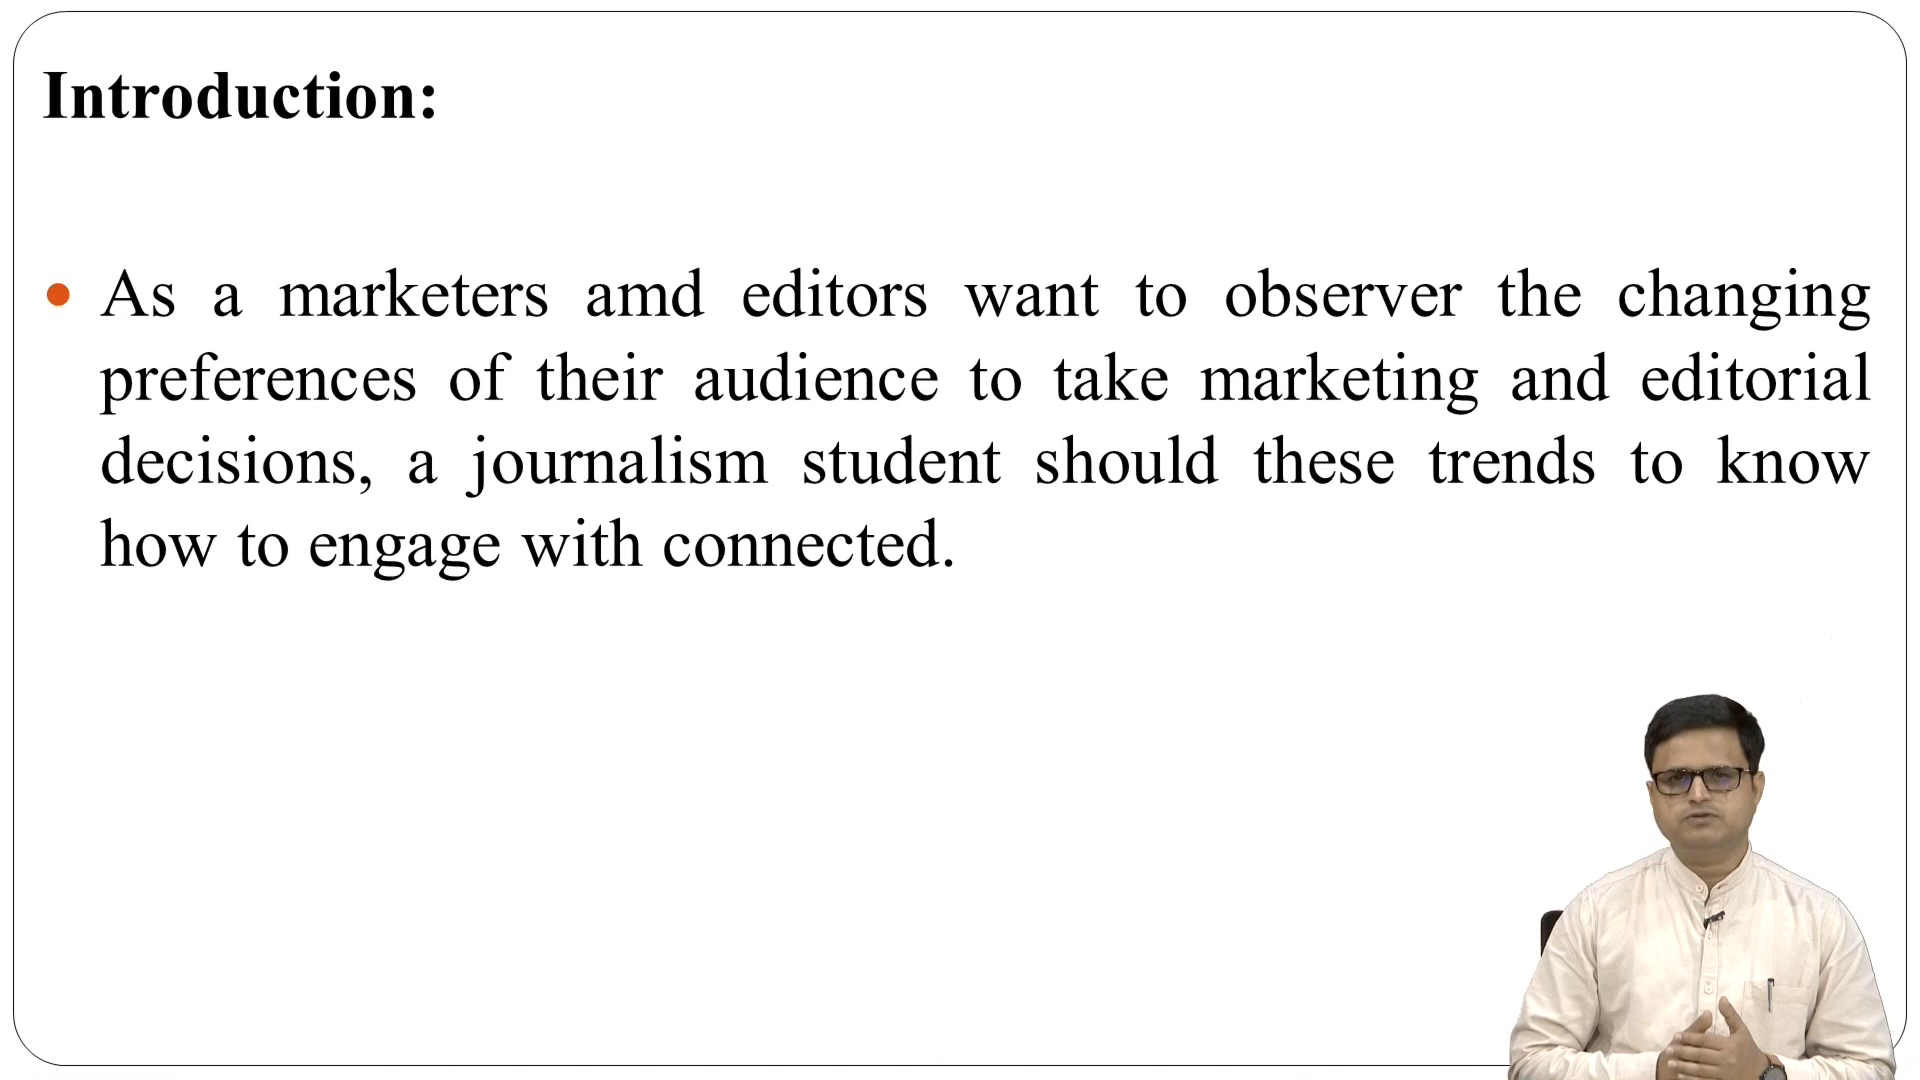 Introduction:
As a marketers amd editors want to observer the changing
preferences of their audience to take marketing and editorial
decisions, a journalism student should these trends to know
how to engage with connected.